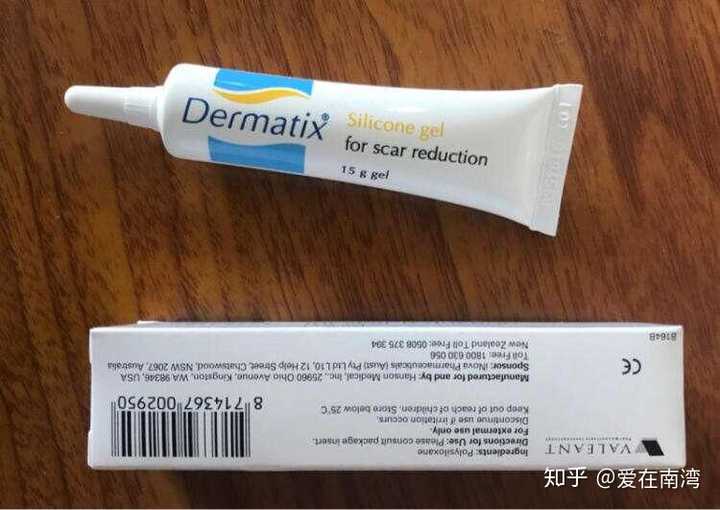 Dermatix®
Silicone gel
for scar reduction
15 g gel
VALEANT
Ingredients: Polysiloxane.
Directions for Use: Please consult package insert.
For external use only.
Discontinue if irritation occurs.
Keep out of reach of children. Store below 25°C
Manufactured for and by: Hanson Medical, Inc., 25960 Ohio Avenue, Kingston, WA 98346, USA
Sponsor: iNova Pharmaceuticals (Aust) Pty Ltd L10, 12 Help Street, Chatswood, NSW 2067, Australia
Toll Free: 1800 630 056
New Zealand Toll Free: 0508 375 394
8 714367 002950
CE
B164B
知乎 @爱在南湾